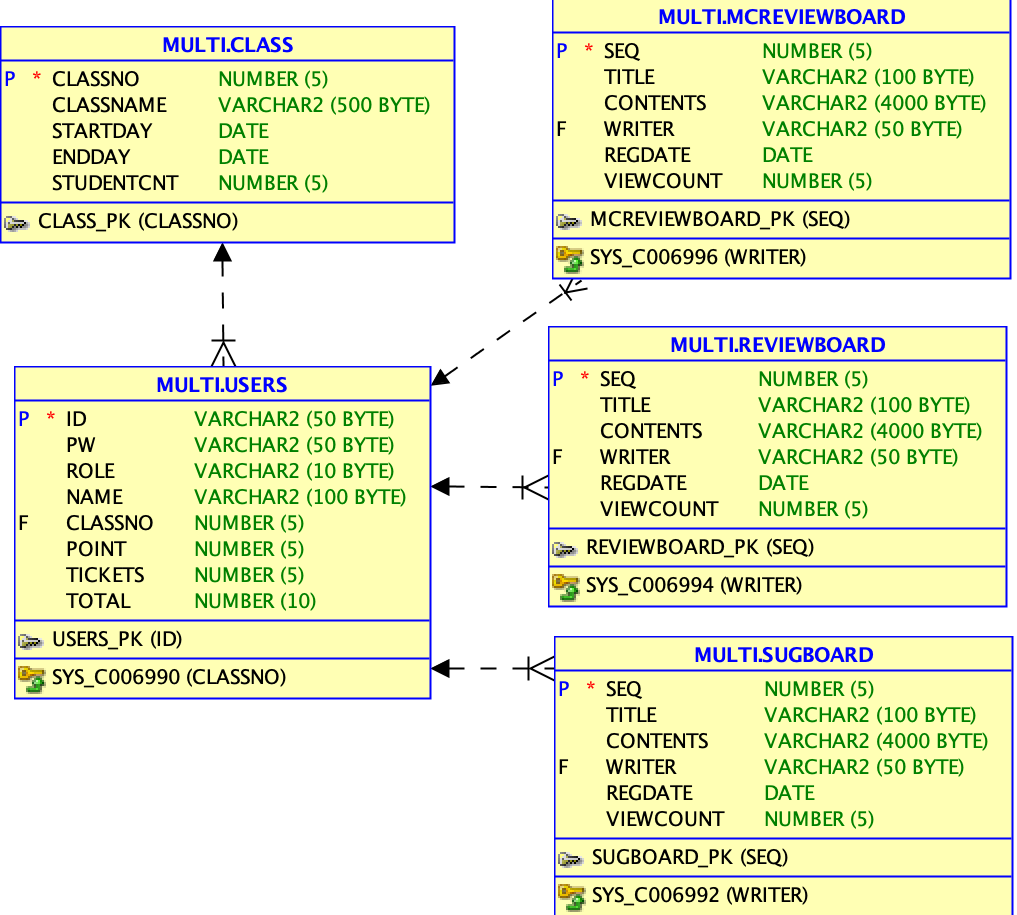 MULTI.CLASS
P * CLASSNO NUMBER (5)
CLASSNAME VARCHAR2 (500 BYTE)
STARTDAY DATE
ENDDAY DATE
STUDENTCNT NUMBER (5)
CLASS_PK (CLASSNO)
MULTI.MCREVIEWBOARD
P * SEQ NUMBER (5)
TITLE VARCHAR2 (100 BYTE)
CONTENTS VARCHAR2 (4000 BYTE)
F WRITER VARCHAR2 (50 BYTE)
REGDATE DATE
VIEWCOUNT NUMBER (5)
MCREVIEWBOARD_PK (SEQ)
SYS_C006996 (WRITER)
MULTI.USERS
P * ID VARCHAR2 (50 BYTE)
PW VARCHAR2 (50 BYTE)
ROLE VARCHAR2 (10 BYTE)
NAME VARCHAR2 (100 BYTE)
F CLASSNO NUMBER (5)
POINT NUMBER (5)
TICKETS NUMBER (5)
TOTAL NUMBER (10)
USERS_PK (ID)
SYS_C006990 (CLASSNO)
MULTI.REVIEWBOARD
P * SEQ NUMBER (5)
TITLE VARCHAR2 (100 BYTE)
CONTENTS VARCHAR2 (4000 BYTE)
F WRITER VARCHAR2 (50 BYTE)
REGDATE DATE
VIEWCOUNT NUMBER (5)
REVIEWBOARD_PK (SEQ)
SYS_C006994 (WRITER)
MULTI.SUGBOARD
P * SEQ NUMBER (5)
TITLE VARCHAR2 (100 BYTE)
CONTENTS VARCHAR2 (4000 BYTE)
F WRITER VARCHAR2 (50 BYTE)
REGDATE DATE
VIEWCOUNT NUMBER (5)
SUGBOARD_PK (SEQ)
SYS_C006992 (WRITER)